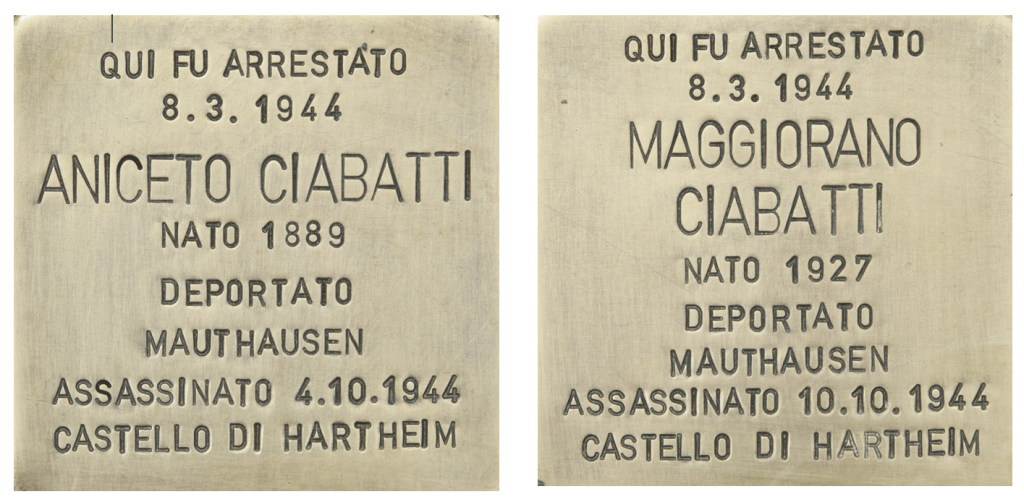 QUI FU ARRESTATO
8.3.1944
ANICETO CIABATTI
NATO 1889
DEPORTATO
MAUTHAUSEN
ASSASSINATO 4.10.1944
CASTELLO DI HARTHEIM
QUI FU ARRESTATO
8.3.1944
MAGGIORANO
CIABATTI
NATO 1927
DEPORTATO
MAUTHAUSEN
ASSASSINATO 10.10.1944
CASTELLO DI HARTHEIM